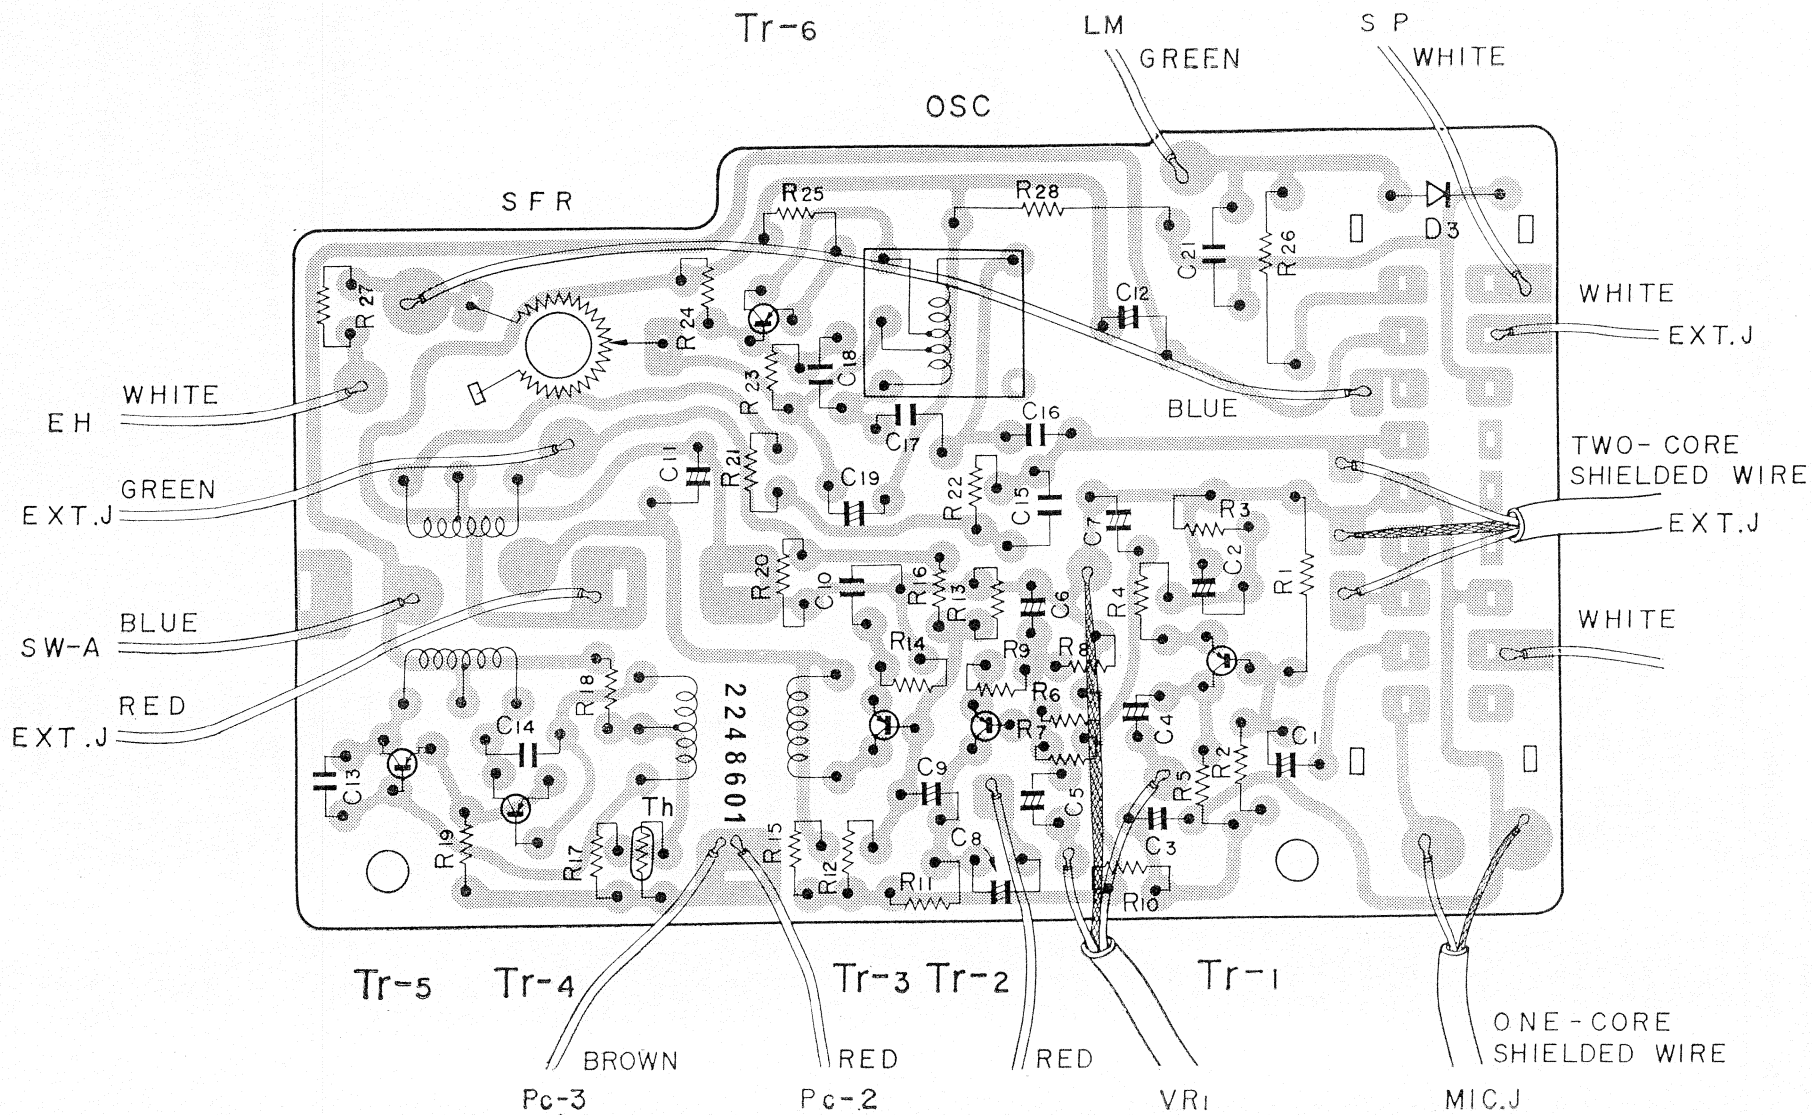 Tr-6
LM
GREEN
S P
WHITE
OSC
SFR
R25
R28
D3
C21
R26
R27
R24
C12
WHITE
EXT.J
R23
C18
WHITE
EH
BLUE
C17
C16
TWO-CORE
SHIELDED WIRE
EXT.J
GREEN
EXT.J
C11
R21
C19
R22
C15
C7
R3
C2
R1
R20
C10
R16
R13
C6
R4
BLUE
SW-A
WHITE
R14
R9
R8
R18
RED
EXT.J
C14
2248601
R6
R7
C4
R2
C1
C13
C9
C5
R5
Th
R19
R17
R15
R12
C8
C3
R11
R10
Tr-5
Tr-4
Tr-3
Tr-2
Tr-1
ONE-CORE
SHIELDED WIRE
BROWN
RED
RED
Pc-3
Pc-2
VR1
MIC.J